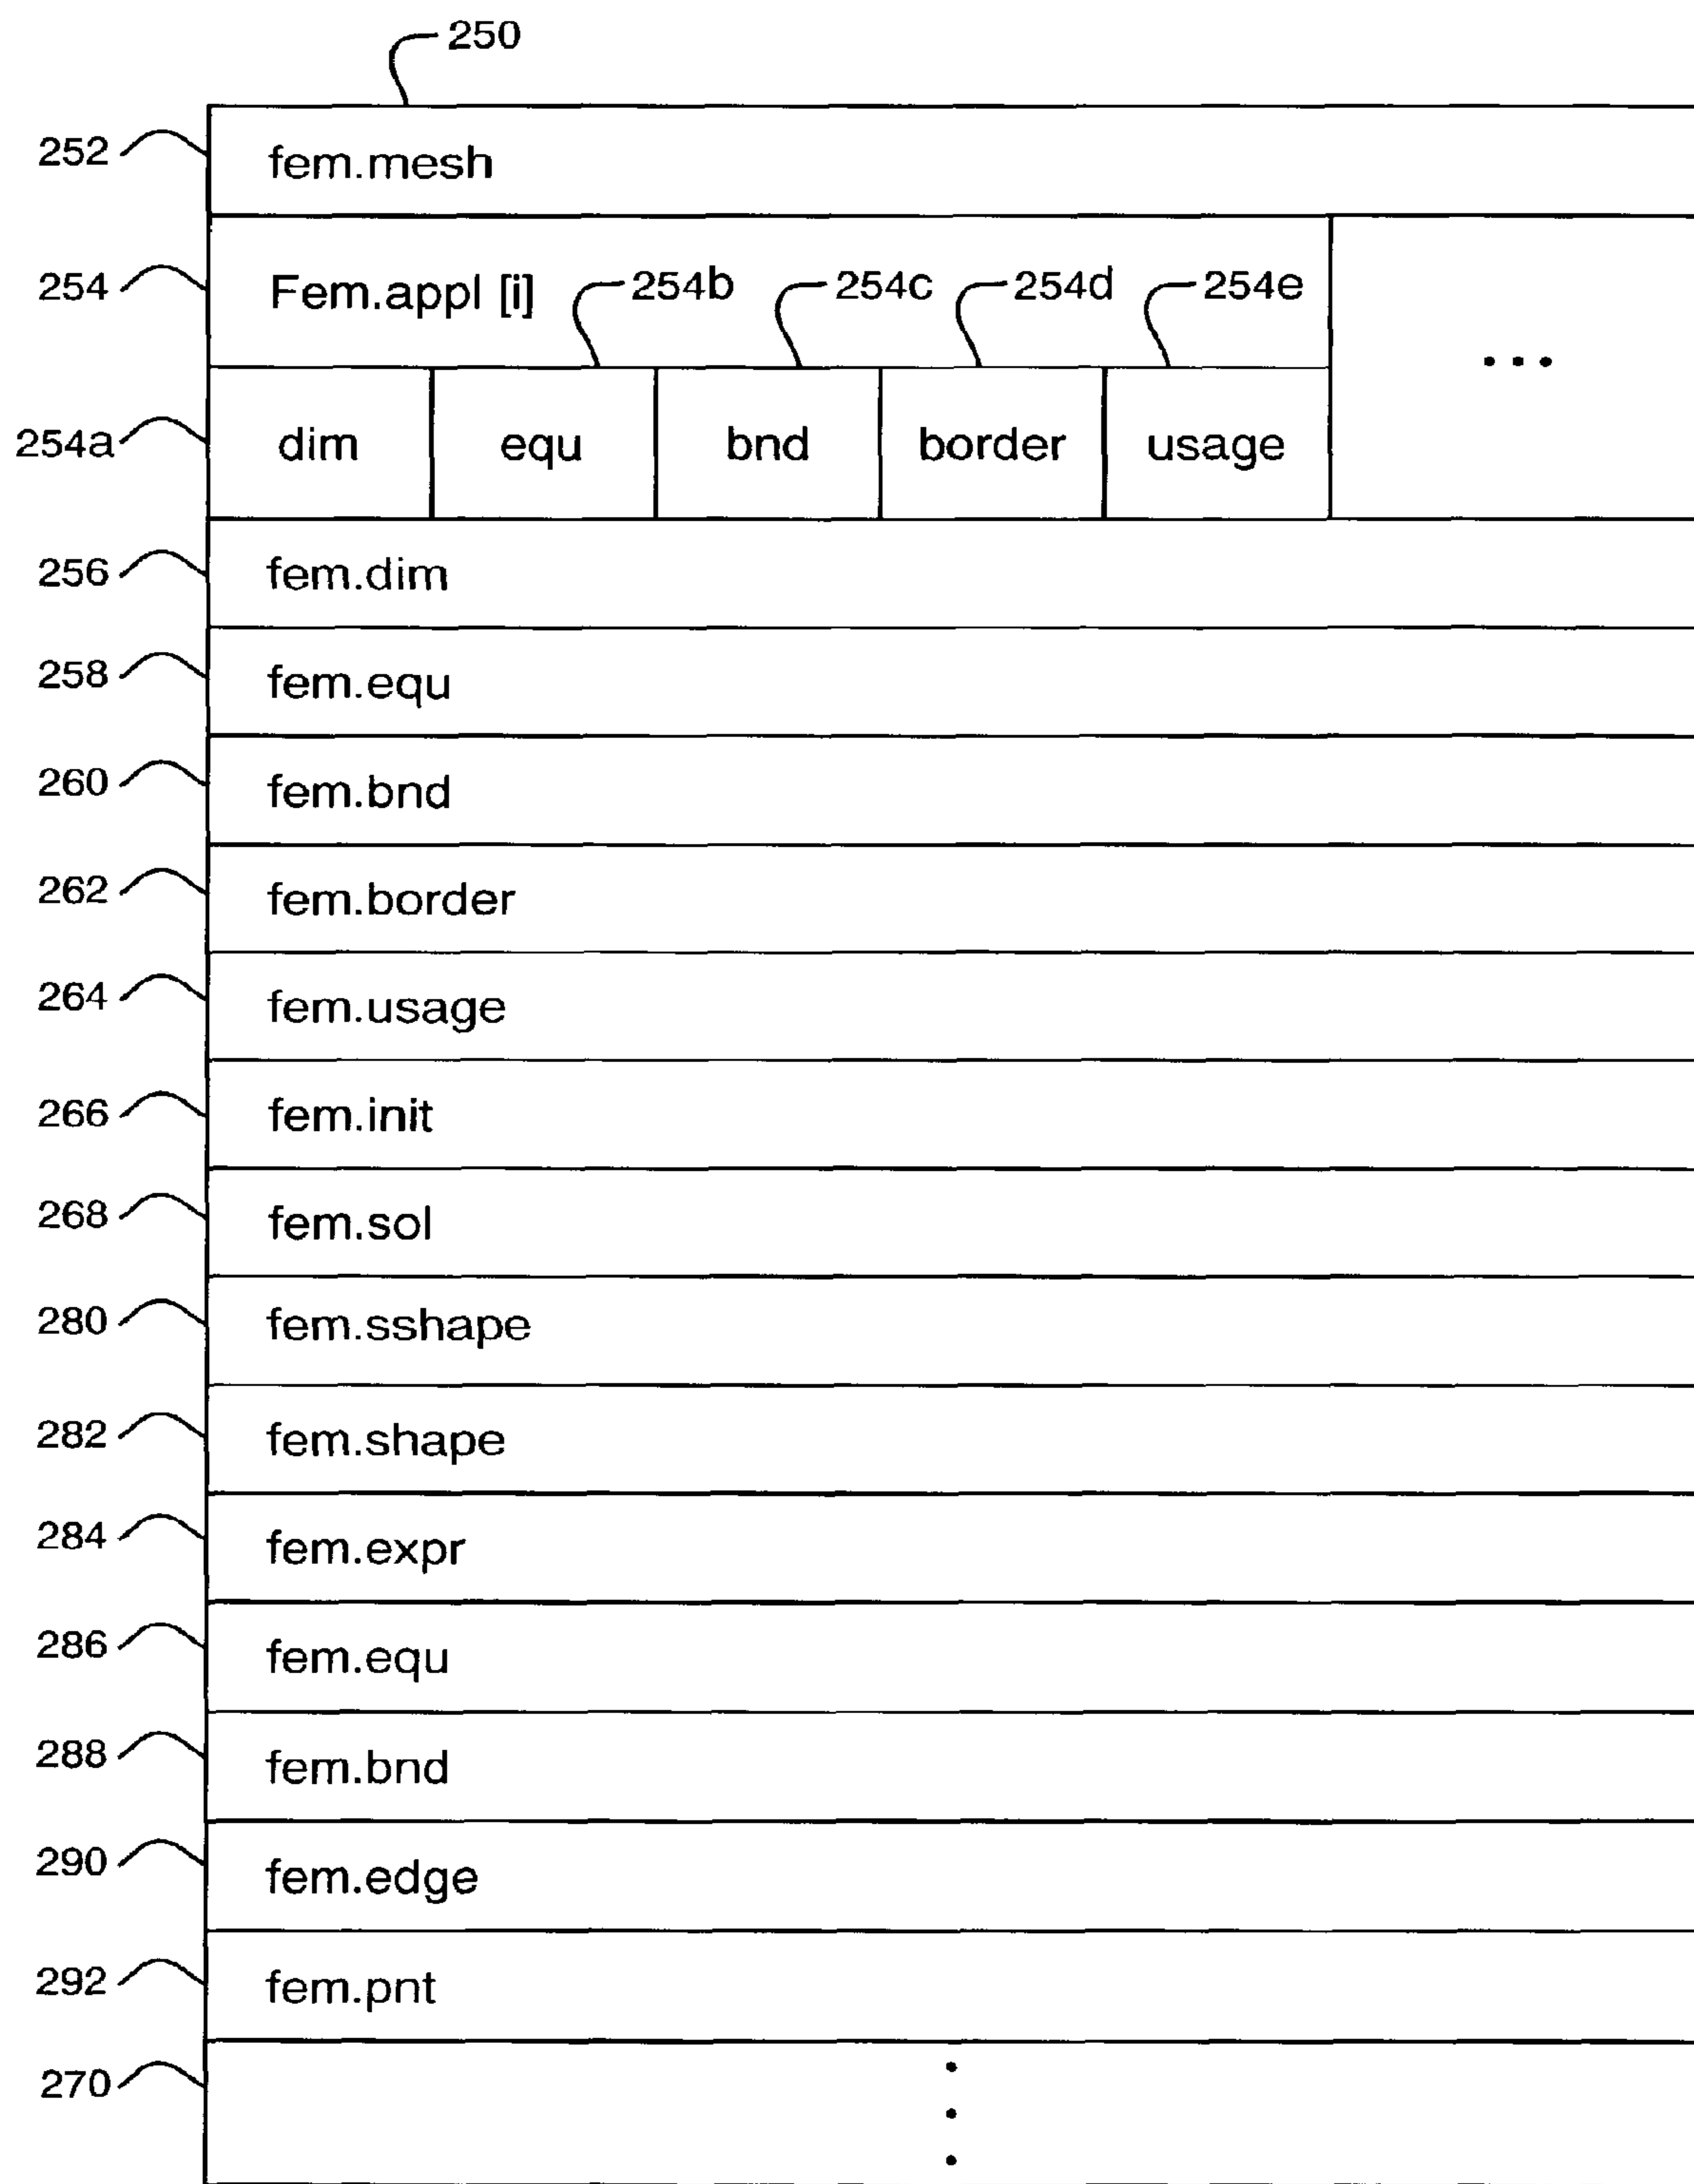 250
252 fem.mesh
254 Fem.appl [i] 254b 254c 254d 254e
...
254a dim equ bnd border usage
256 fem.dim
258 fem.equ
260 fem.bnd
262 fem.border
264 fem.usage
266 fem.init
268 fem.sol
280 fem.sshape
282 fem.shape
284 fem.expr
286 fem.equ
288 fem.bnd
290 fem.edge
292 fem.pnt
270